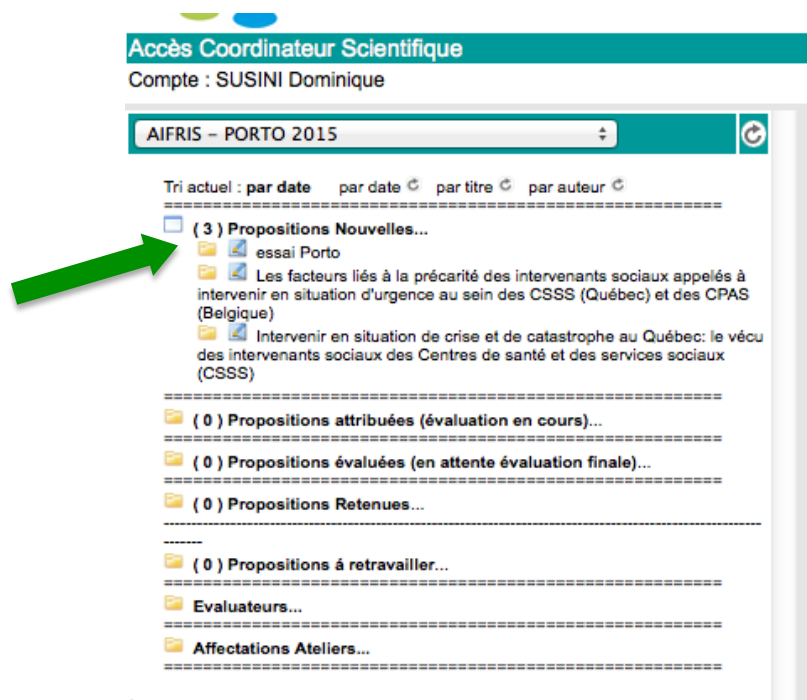 Accès Coordinateur Scientifique
Compte : SUSINI Dominique
AIFRIS – PORTO 2015
Tri actuel : par date par date par titre par auteur
=========================================================
( 3 ) Propositions Nouvelles...
essai Porto
Les facteurs liés à la précarité des intervenants sociaux appelés à
intervenir en situation d'urgence au sein des CSSS (Québec) et des CPAS
(Belgique)
Intervenir en situation de crise et de catastrophe au Québec: le vécu
des intervenants sociaux des Centres de santé et des services sociaux
(CSSS)
=========================================================
( 0 ) Propositions attribuées (évaluation en cours)...
=========================================================
( 0 ) Propositions évaluées (en attente évaluation finale)...
=========================================================
( 0 ) Propositions Retenues...
---------------------------------------------------------------------------------------------------------
-------
( 0 ) Propositions á retravailler...
=========================================================
Evaluateurs...
=========================================================
Affectations Ateliers...
=========================================================